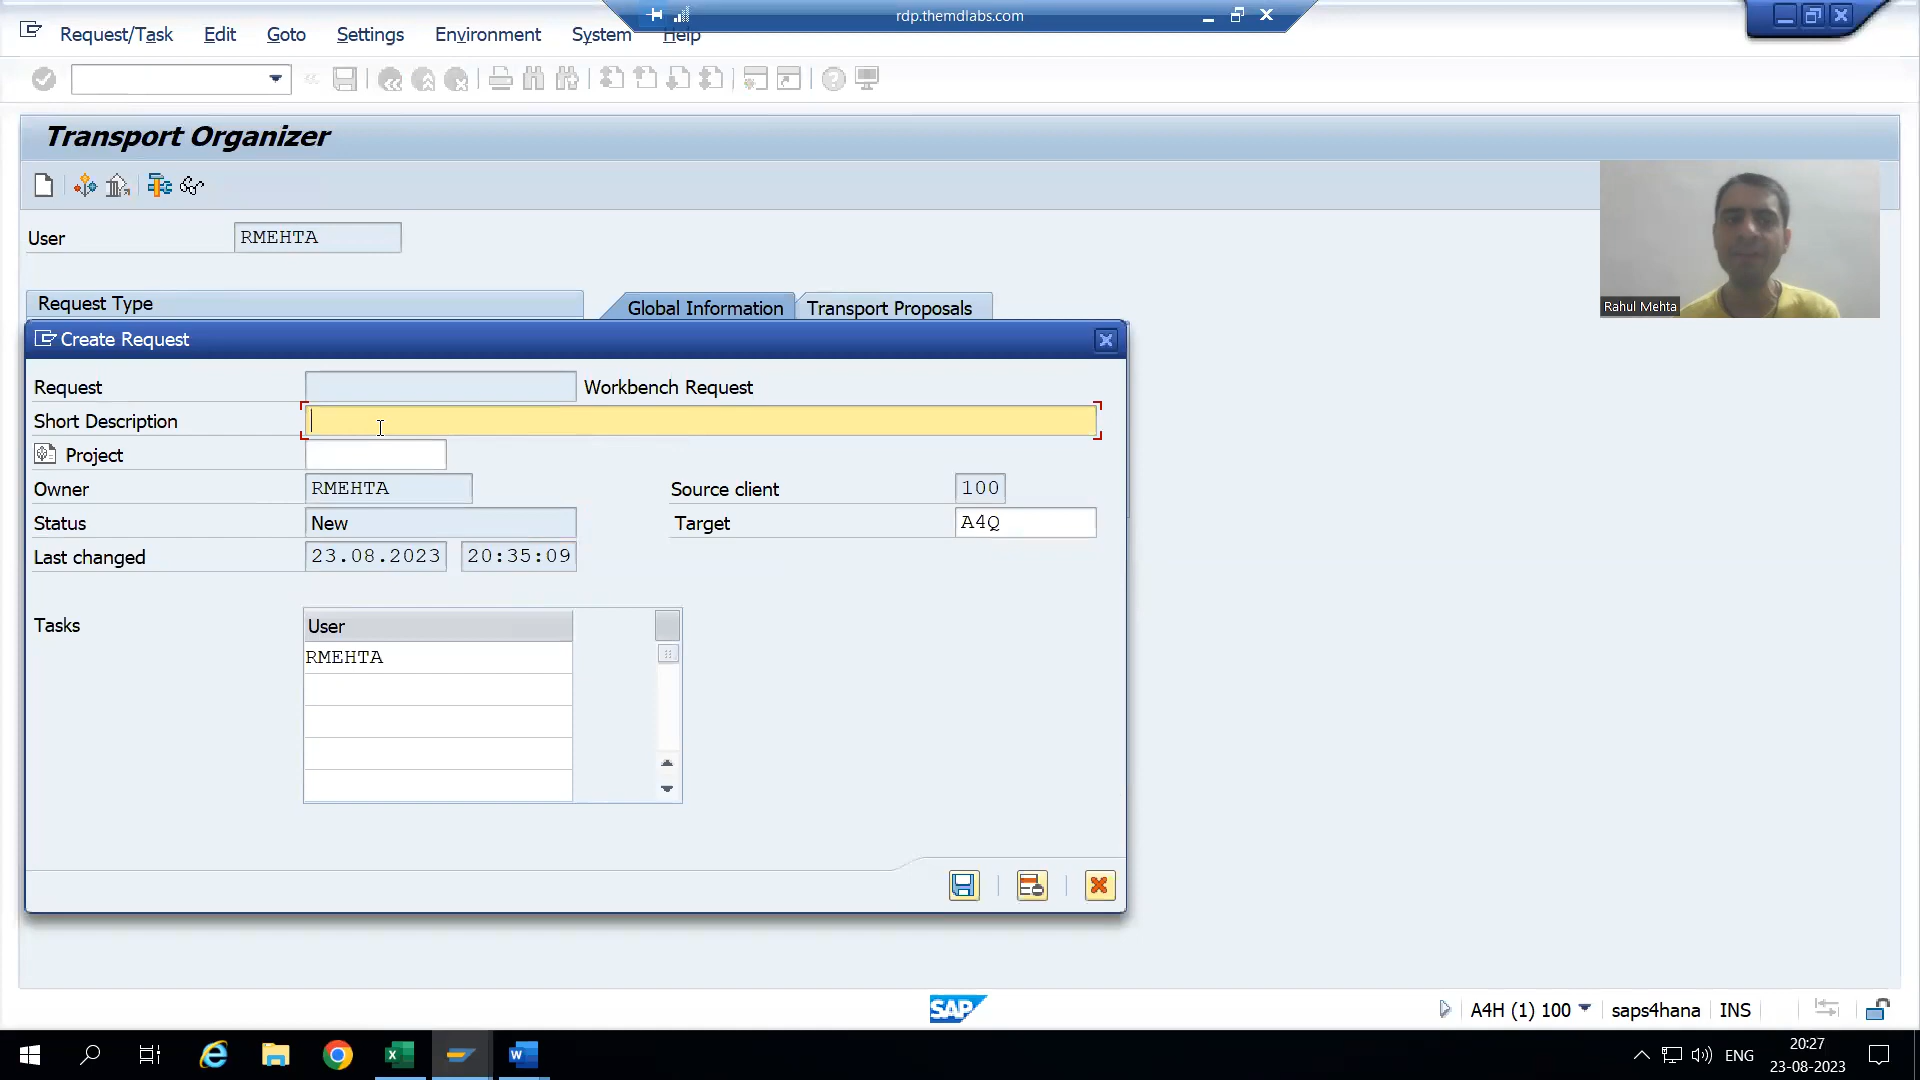 rdp.themdlabs.com
Request/Task Edit Goto Settings Environment System Help
Transport Organizer
User RMEHTA
Rahul Mehta
Request Type Global Information Transport Proposals
Create Request
Request Workbench Request
Short Description
Project
Owner RMEHTA Source client 100
Status New Target A4Q
Last changed 23.08.2023 20:35:09
Tasks User
RMEHTA
SAP A4H (1) 100 saps4hana INS
ENG 20:27
23-08-2023